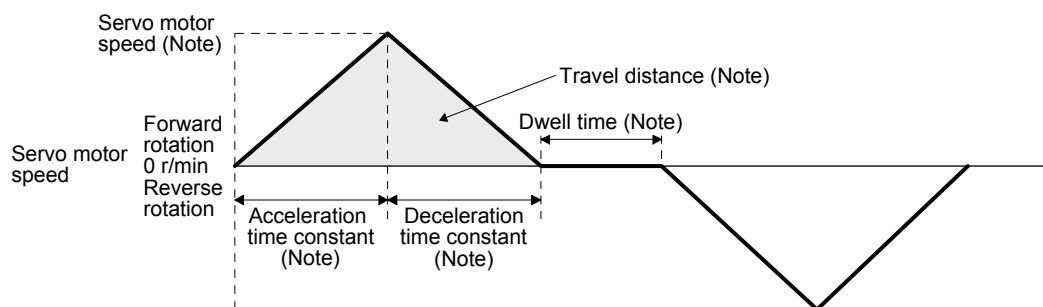 Servo motor
speed (Note)
Travel distance (Note)
Dwell time (Note)
Forward
rotation
0 r/min
Reverse
rotation
Servo motor
speed
Acceleration
time constant
(Note)
Deceleration
time constant
(Note)